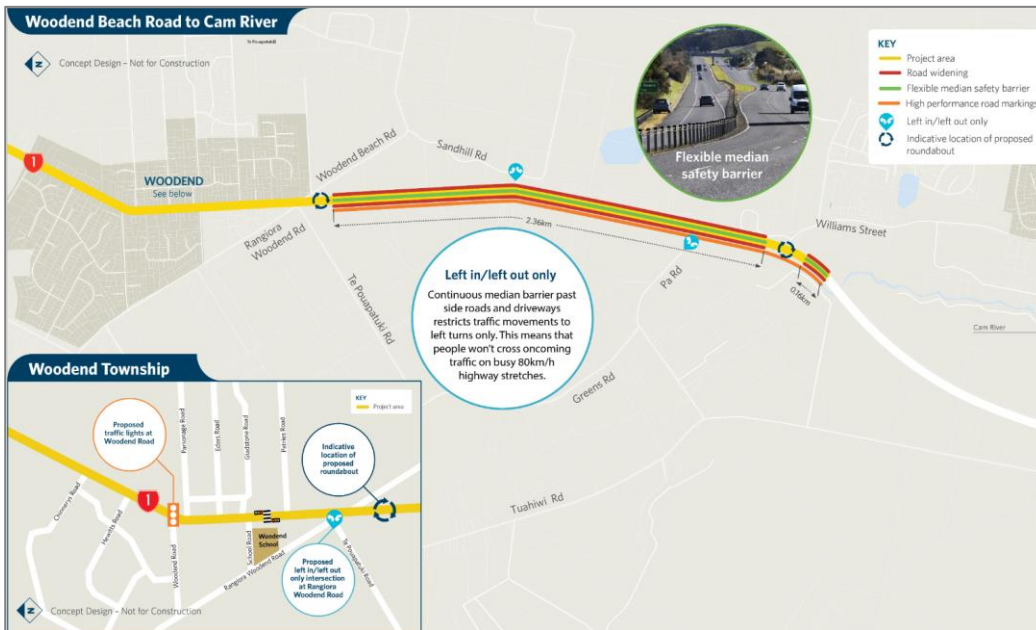 Woodend Beach Road to Cam River
Te Pouapatuki
N
Concept Design – Not for Construction
1
WOODEND
See below
Woodend Beach Rd
Sandhill Rd
Rangiora
Woodend Rd
Te Pouapatuki Rd
2.36km
Flexible median
safety barrier
KEY
Project area
Road widening
Flexible median safety barrier
High performance road markings
Left in/left out only
Indicative location of proposed
roundabout
Williams Street
Pa Rd
0.16km
Cam River
Greens Rd
Tuahiwi Rd
Left in/left out only
Continuous median barrier past
side roads and driveways
restricts traffic movements to
left turns only. This means that
people won't cross oncoming
traffic on busy 80km/h
highway stretches.
Woodend Township
KEY
Project area
Proposed
traffic lights at
Woodend Road
Parsonage Road
Eders Road
Gladstone Road
Petries Road
Indicative
location of
proposed
roundabout
Chinnerys Road
Hewitts Road
1
Woodend Road
School Road
Woodend
School
Rangiora Woodend Road
Te Pouapatuki Road
Proposed
left in/left out
only intersection
at Rangiora
Woodend Road
N
Concept Design – Not for Construction